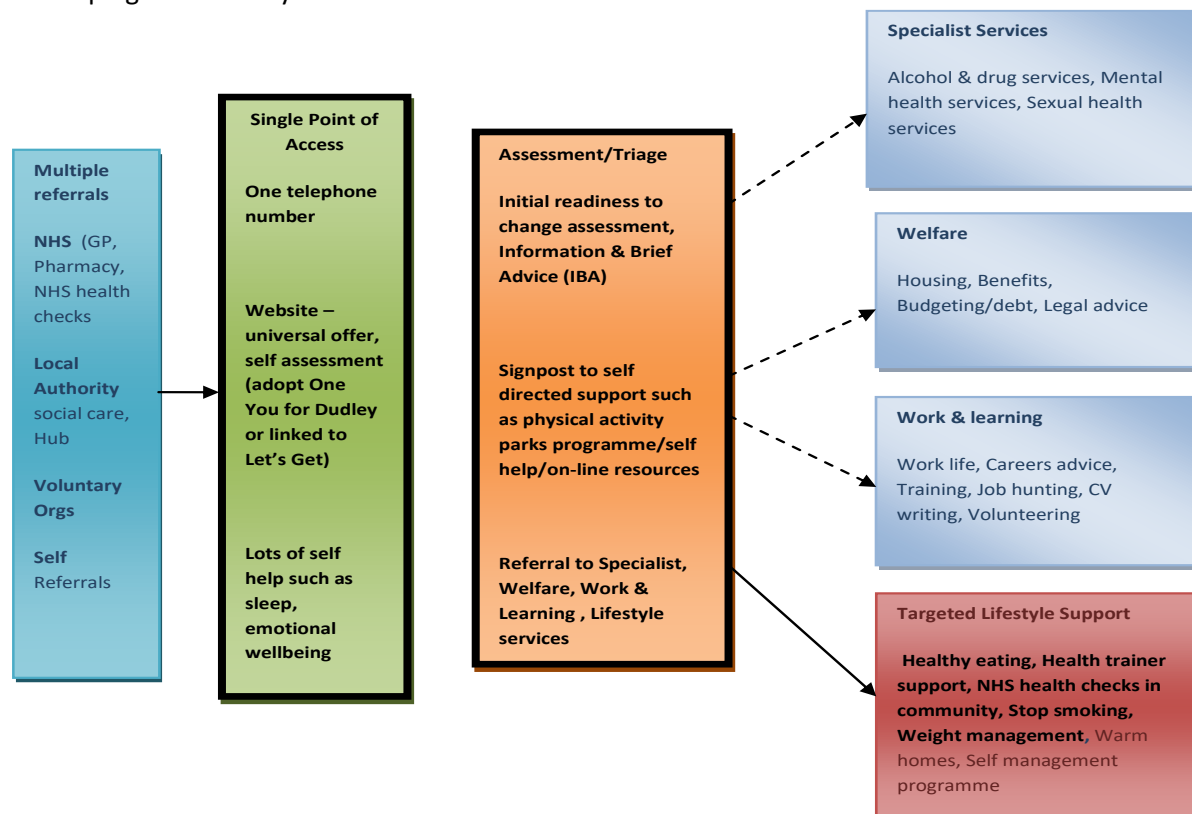 Multiple
referrals
NHS (GP,
Pharmacy,
NHS health
checks
Local
Authority
social care,
Hub
Voluntary
Orgs
Self
Referrals
Single Point of
Access
One telephone
number
Website –
universal offer,
self assessment
(adopt One
You for Dudley
or linked to
Let's Get)
Lots of self
help such as
sleep,
emotional
wellbeing
Assessment/Triage
Initial readiness to
change assessment,
Information & Brief
Advice (IBA)
Signpost to self
directed support such
as physical activity
parks programme/self
help/on-line resources
Referral to Specialist,
Welfare, Work &
Learning , Lifestyle
services
Specialist Services
Alcohol & drug services, Mental
health services, Sexual health
services
Welfare
Housing, Benefits,
Budgeting/debt, Legal advice
Work & learning
Work life, Careers advice,
Training, Job hunting, CV
writing, Volunteering
Targeted Lifestyle Support
Healthy eating, Health trainer
support, NHS health checks in
community, Stop smoking,
Weight management, Warm
homes, Self management
programme